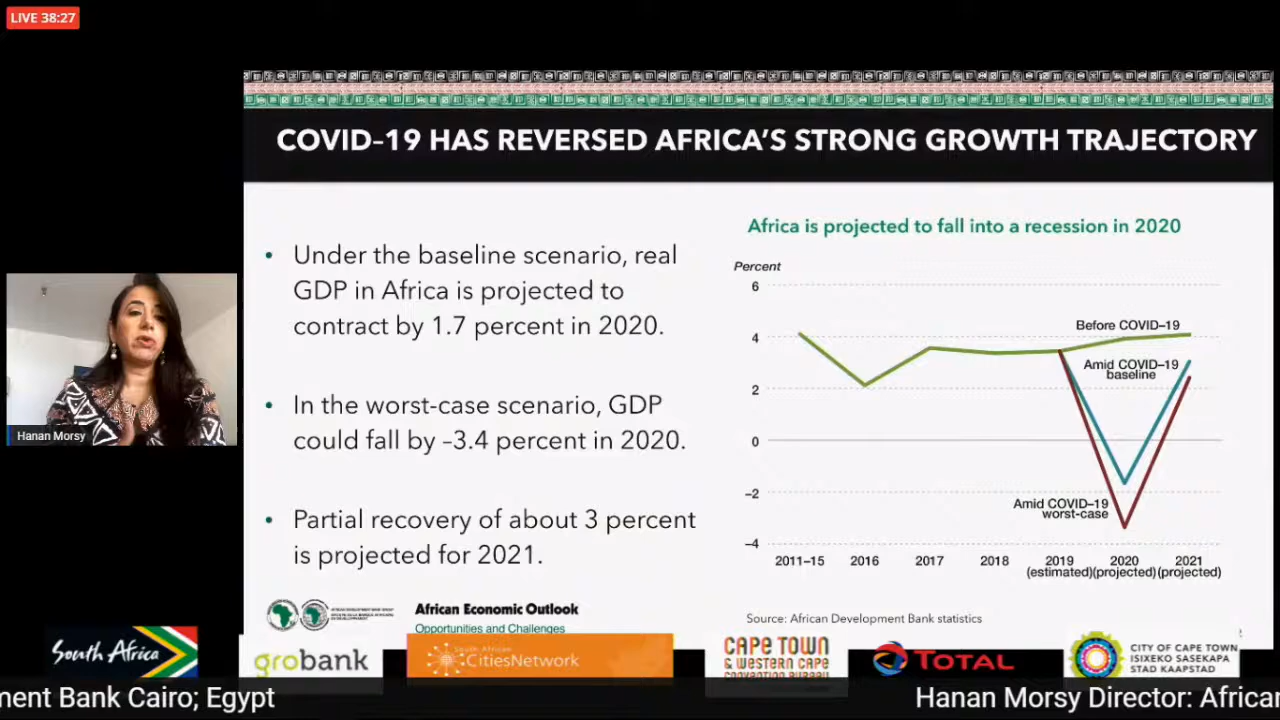 LIVE 38:27
COVID–19 HAS REVERSED AFRICA'S STRONG GROWTH TRAJECTORY
• Under the baseline scenario, real
GDP in Africa is projected to
contract by 1.7 percent in 2020.
• In the worst-case scenario, GDP
could fall by –3.4 percent in 2020.
• Partial recovery of about 3 percent
is projected for 2021.
Africa is projected to fall into a recession in 2020
Percent
6
4
2
0
–2
–4
Before COVID–19
Amid COVID–19
baseline
Amid COVID–19
worst-case
2011–15 2016 2017 2018 2019 2020 2021
(estimated) (projected) (projected)
Source: African Development Bank statistics
Hanan Morsy
African Economic Outlook
Opportunities and Challenges
South Africa
grobank
South African
CitiesNetwork
CAPE TOWN
& WESTERN CAPE
CONVENTION BUREAU
TOTAL
CITY OF CAPE TOWN
ISIXEKO SASEKAPA
STAD KAAPSTAD
ment Bank Cairo; Egypt
Hanan Morsy Director: African